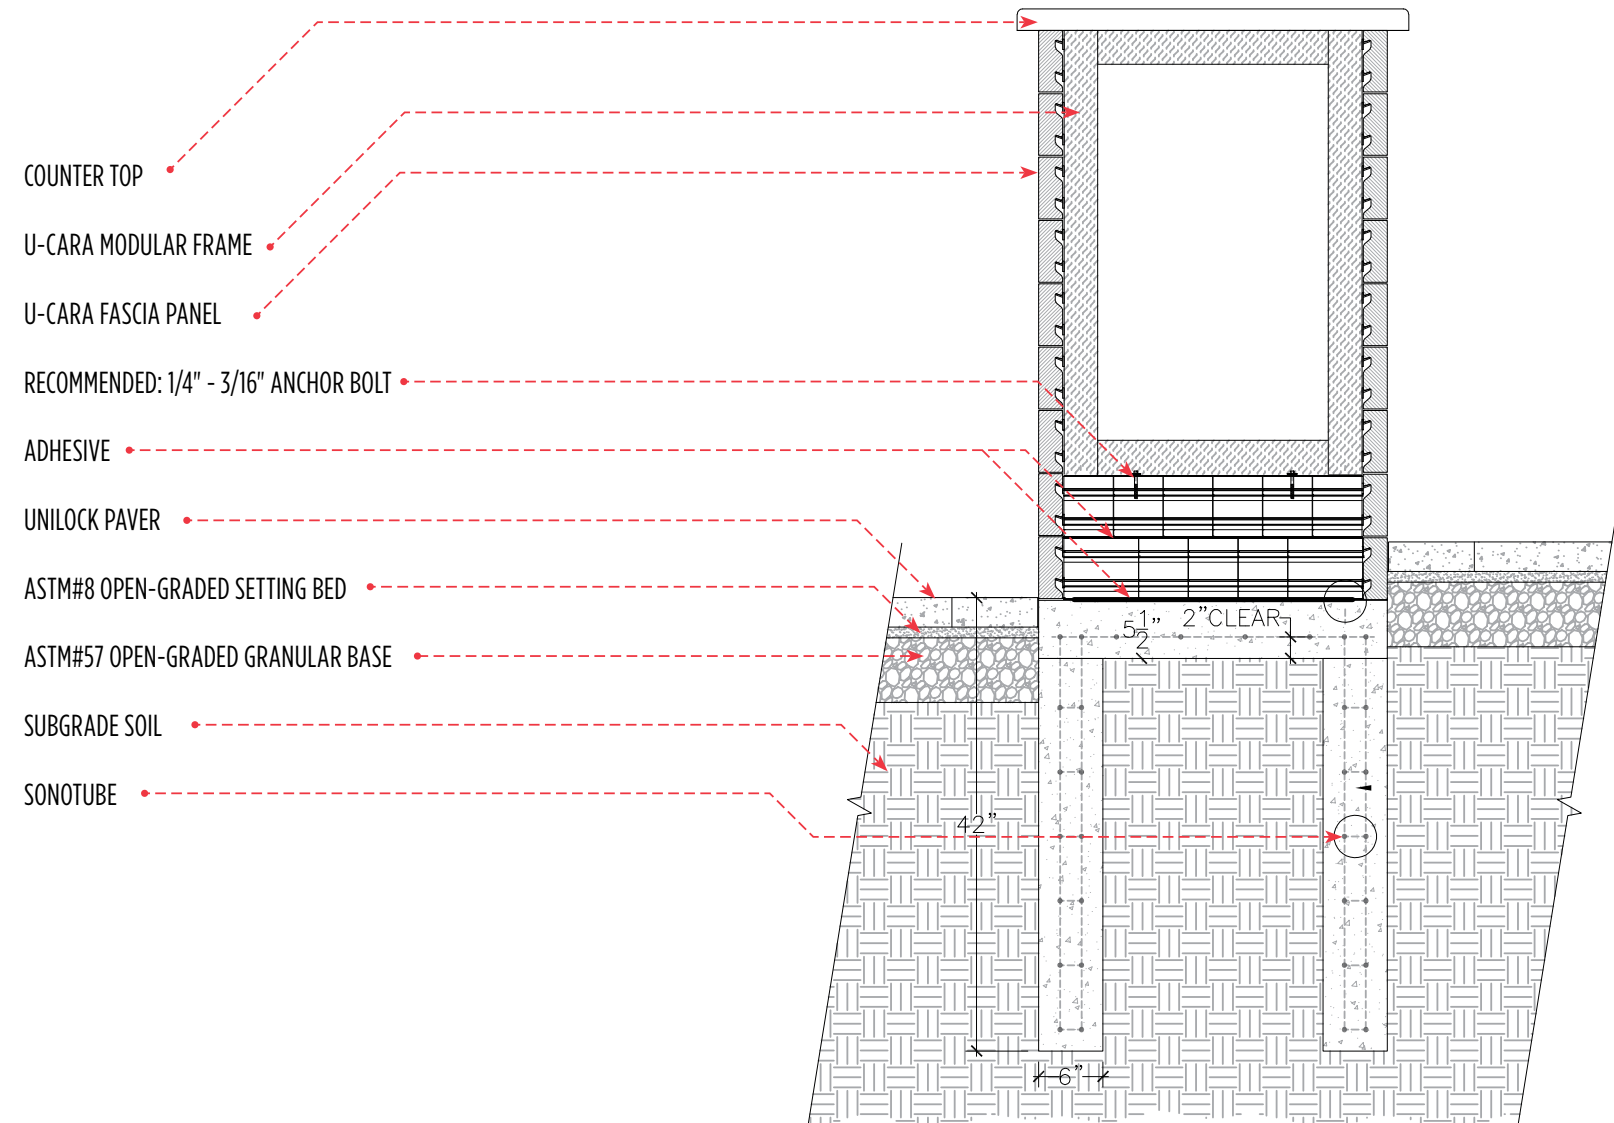 COUNTER TOP
U-CARA MODULAR FRAME
U-CARA FASCIA PANEL
RECOMMENDED: 1/4" - 3/16" ANCHOR BOLT
ADHESIVE
UNILOCK PAVER
ASTM#8 OPEN-GRADED SETTING BED
5 1/2” 2”CLEAR
ASTM#57 OPEN-GRADED GRANULAR BASE
SUBGRADE SOIL
SONOTUBE
42”
6”